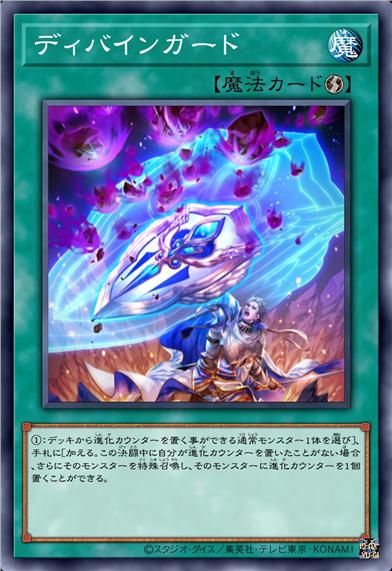 ディバインガード
魔
【魔法カード】
①:デッキから進化カウンターを置く事ができる通常モンスター1体を選び]、
手札に[加える。この決闘中に自分が進化カウンターを置いたことがない場合
、さらにそのモンスターを特殊召喚し、そのモンスターに進化カウンターを1個
置くことができる。
©スタジオ・ダイス/集英社・テレビ東京・KONAMI